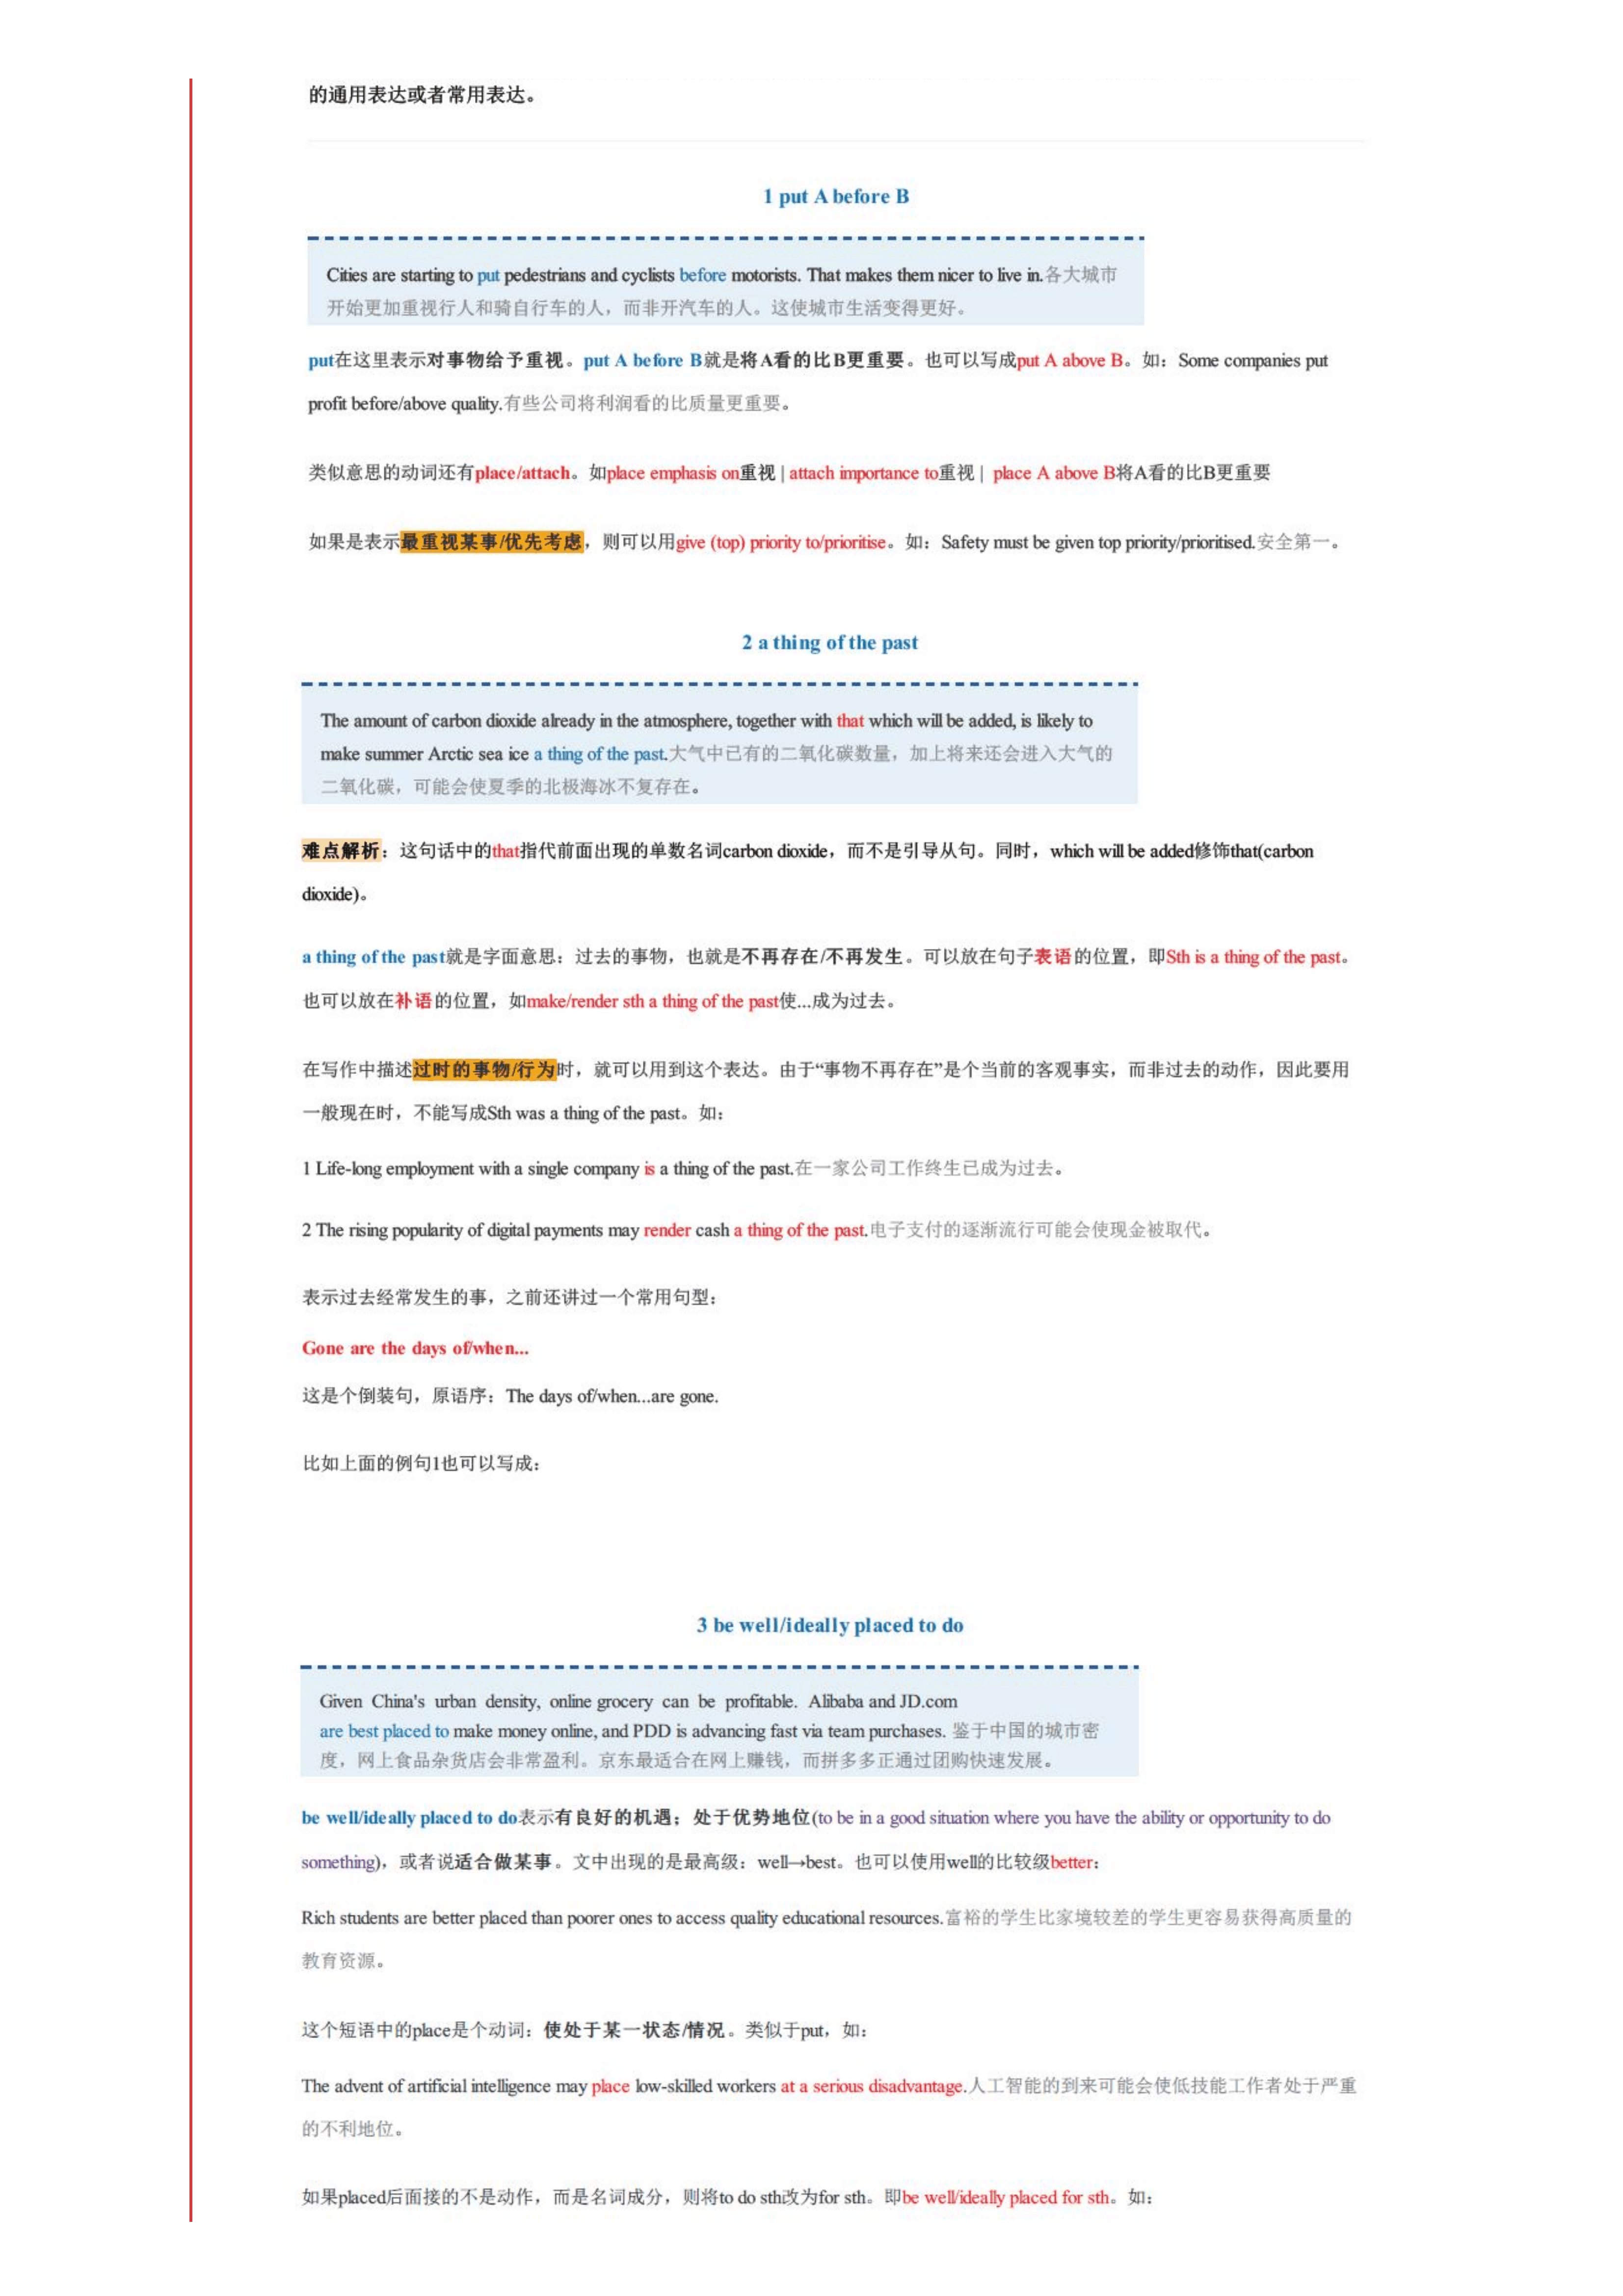 的通用表达或者常用表达。
1 put A before B
Cities are starting to put pedestrians and cyclists before motorists. That makes them nicer to live in.各大城市
开始更加重视行人和骑自行车的人，而非开汽车的人。这使城市生活变得更好。
put在这里表示对事物给予重视。put A before B就是将A看的比B更重要。也可以写成put A above B。如：Some companies put
profit before/above quality.有些公司将利润看的比质量更重要。
类似意思的动词还有place/attach。如place emphasis on重视 | attach importance to重视 | place A above B将A看的比B更重要
如果是表示最重视某事/优先考虑，则可以用give (top) priority to/prioritise。如：Safety must be given top priority/prioritised.安全第一。
2 a thing of the past
The amount of carbon dioxide already in the atmosphere, together with that which will be added, is likely to
make summer Arctic sea ice a thing of the past.大气中已有的二氧化碳数量，加上将来还会进入大气的
二氧化碳，可能会使夏季的北极海冰不复存在。
难点解析：这句话中的that指代前面出现的单数名词carbon dioxide，而不是引导从句。同时，which will be added修饰that(carbon
dioxide)。
a thing of the past就是字面意思：过去的事物，也就是不再存在/不再发生。可以放在句子表语的位置，即Sth is a thing of the past。
也可以放在补语的位置，如make/render sth a thing of the past使...成为过去。
在写作中描述过时的事物/行为时，就可以用到这个表达。由于“事物不再存在”是个当前的客观事实，而非过去的动作，因此要用
一般现在时，不能写成Sth was a thing of the past。如：
1 Life-long employment with a single company is a thing of the past.在一家公司工作终生已成为过去。
2 The rising popularity of digital payments may render cash a thing of the past.电子支付的逐渐流行可能会使现金被取代。
表示过去经常发生的事，之前还讲过一个常用句型：
Gone are the days of/when...
这是个倒装句，原语序：The days of/when...are gone.
比如上面的例句1也可以写成：
3 be well/ideally placed to do
Given China's urban density, online grocery can be profitable. Alibaba and JD.com
are best placed to make money online, and PDD is advancing fast via team purchases. 鉴于中国的城市密
度，网上食品杂货店会非常盈利。京东最适合在网上赚钱，而拼多多正通过团购快速发展。
be well/ideally placed to do表示有良好的机遇；处于优势地位(to be in a good situation where you have the ability or opportunity to do
something)，或者说适合做某事。文中出现的是最高级：well→best。也可以使用well的比较级better：
Rich students are better placed than poorer ones to access quality educational resources.富裕的学生比家境较差的学生更容易获得高质量的
教育资源。
这个短语中的place是个动词：使处于某一状态/情况。类似于put，如：
The advent of artificial intelligence may place low-skilled workers at a serious disadvantage.人工智能的到来可能会使低技能工作者处于严重
的不利地位。
如果placed后面接的不是动作，而是名词成分，则将to do sth改为for sth。即be well/ideally placed for sth。如：